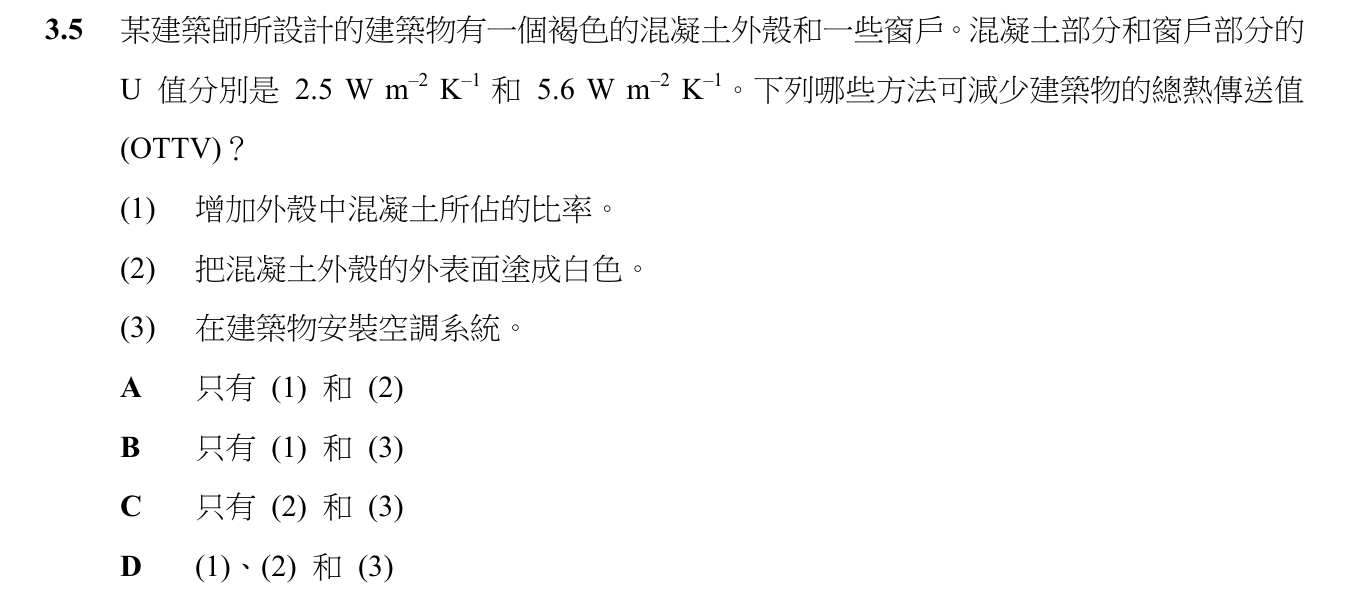 3.5 某建築師所設計的建築物有一個褐色的混凝土外殼和一些窗戶。混凝土部分和窗戶部分的
U 值分別是 2.5 W m⁻² K⁻¹ 和 5.6 W m⁻² K⁻¹。下列哪些方法可減少建築物的總熱傳送值
(OTTV)？
(1) 增加外殼中混凝土所佔的比率。
(2) 把混凝土外殼的外表面塗成白色。
(3) 在建築物安裝空調系統。
A 只有 (1) 和 (2)
B 只有 (1) 和 (3)
C 只有 (2) 和 (3)
D (1)、(2) 和 (3)